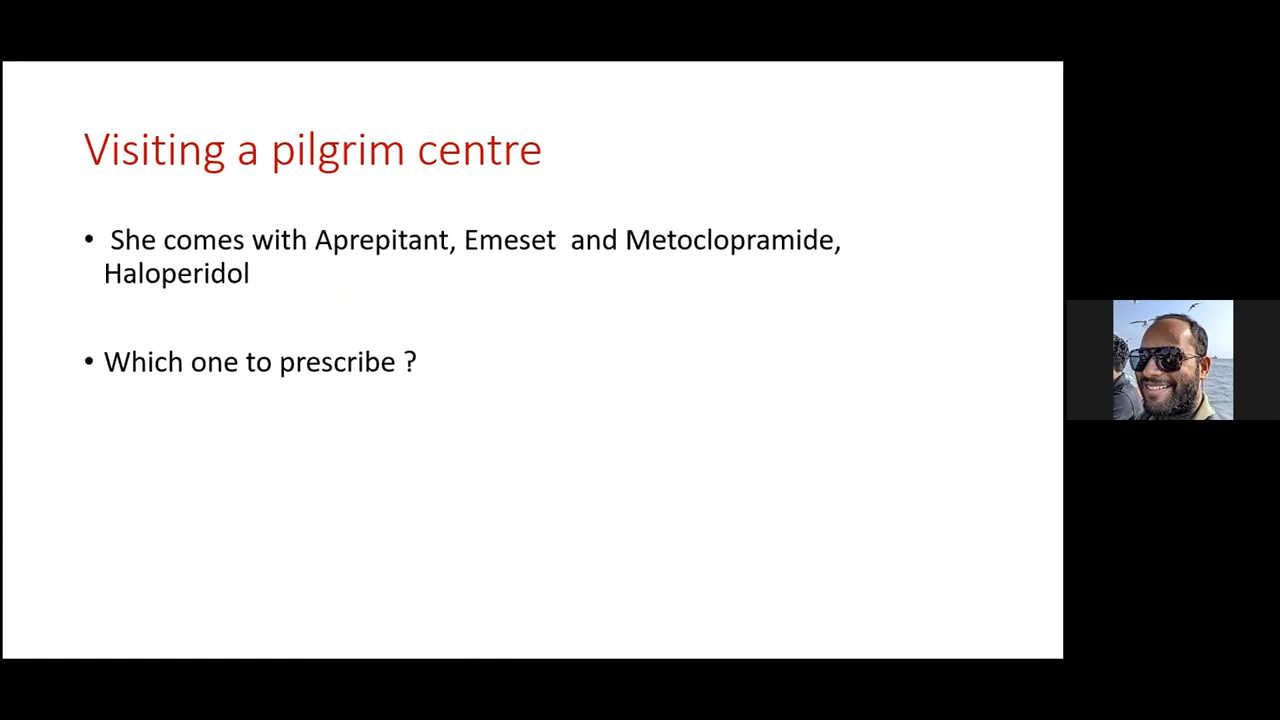 Visiting a pilgrim centre
• She comes with Aprepitant, Emeset and Metoclopramide,
Haloperidol
• Which one to prescribe ?